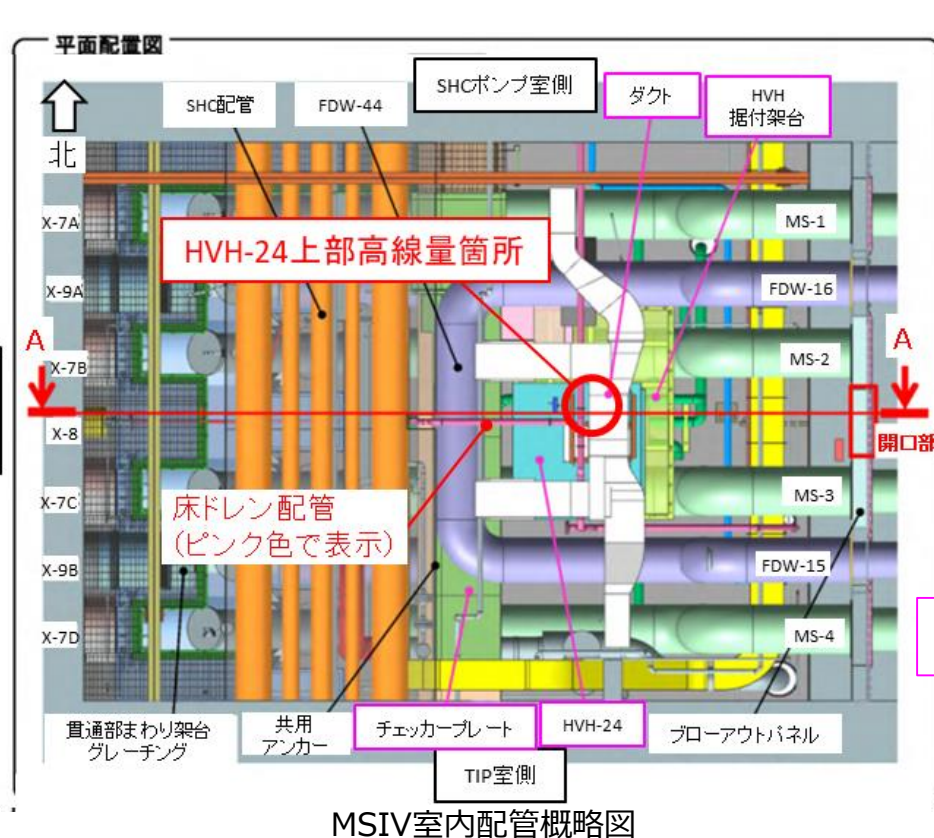 平面配置図
北
SHC配管
FDW-44
SHCポンプ室側
ダクト
HVH
据付架台
X-7A
HVH-24上部高線量箇所
MS-1
X-9A
FDW-16
A
X-7B
MS-2
A
X-8
開口部
X-7C
床ドレン配管
(ピンク色で表示)
MS-3
X-9B
FDW-15
X-7D
MS-4
貫通部まわり架台
グレーチング
共用
アンカー
チェッカープレート
HVH-24
ブローアウトパネル
TIP室側
MSIV室内配管概略図